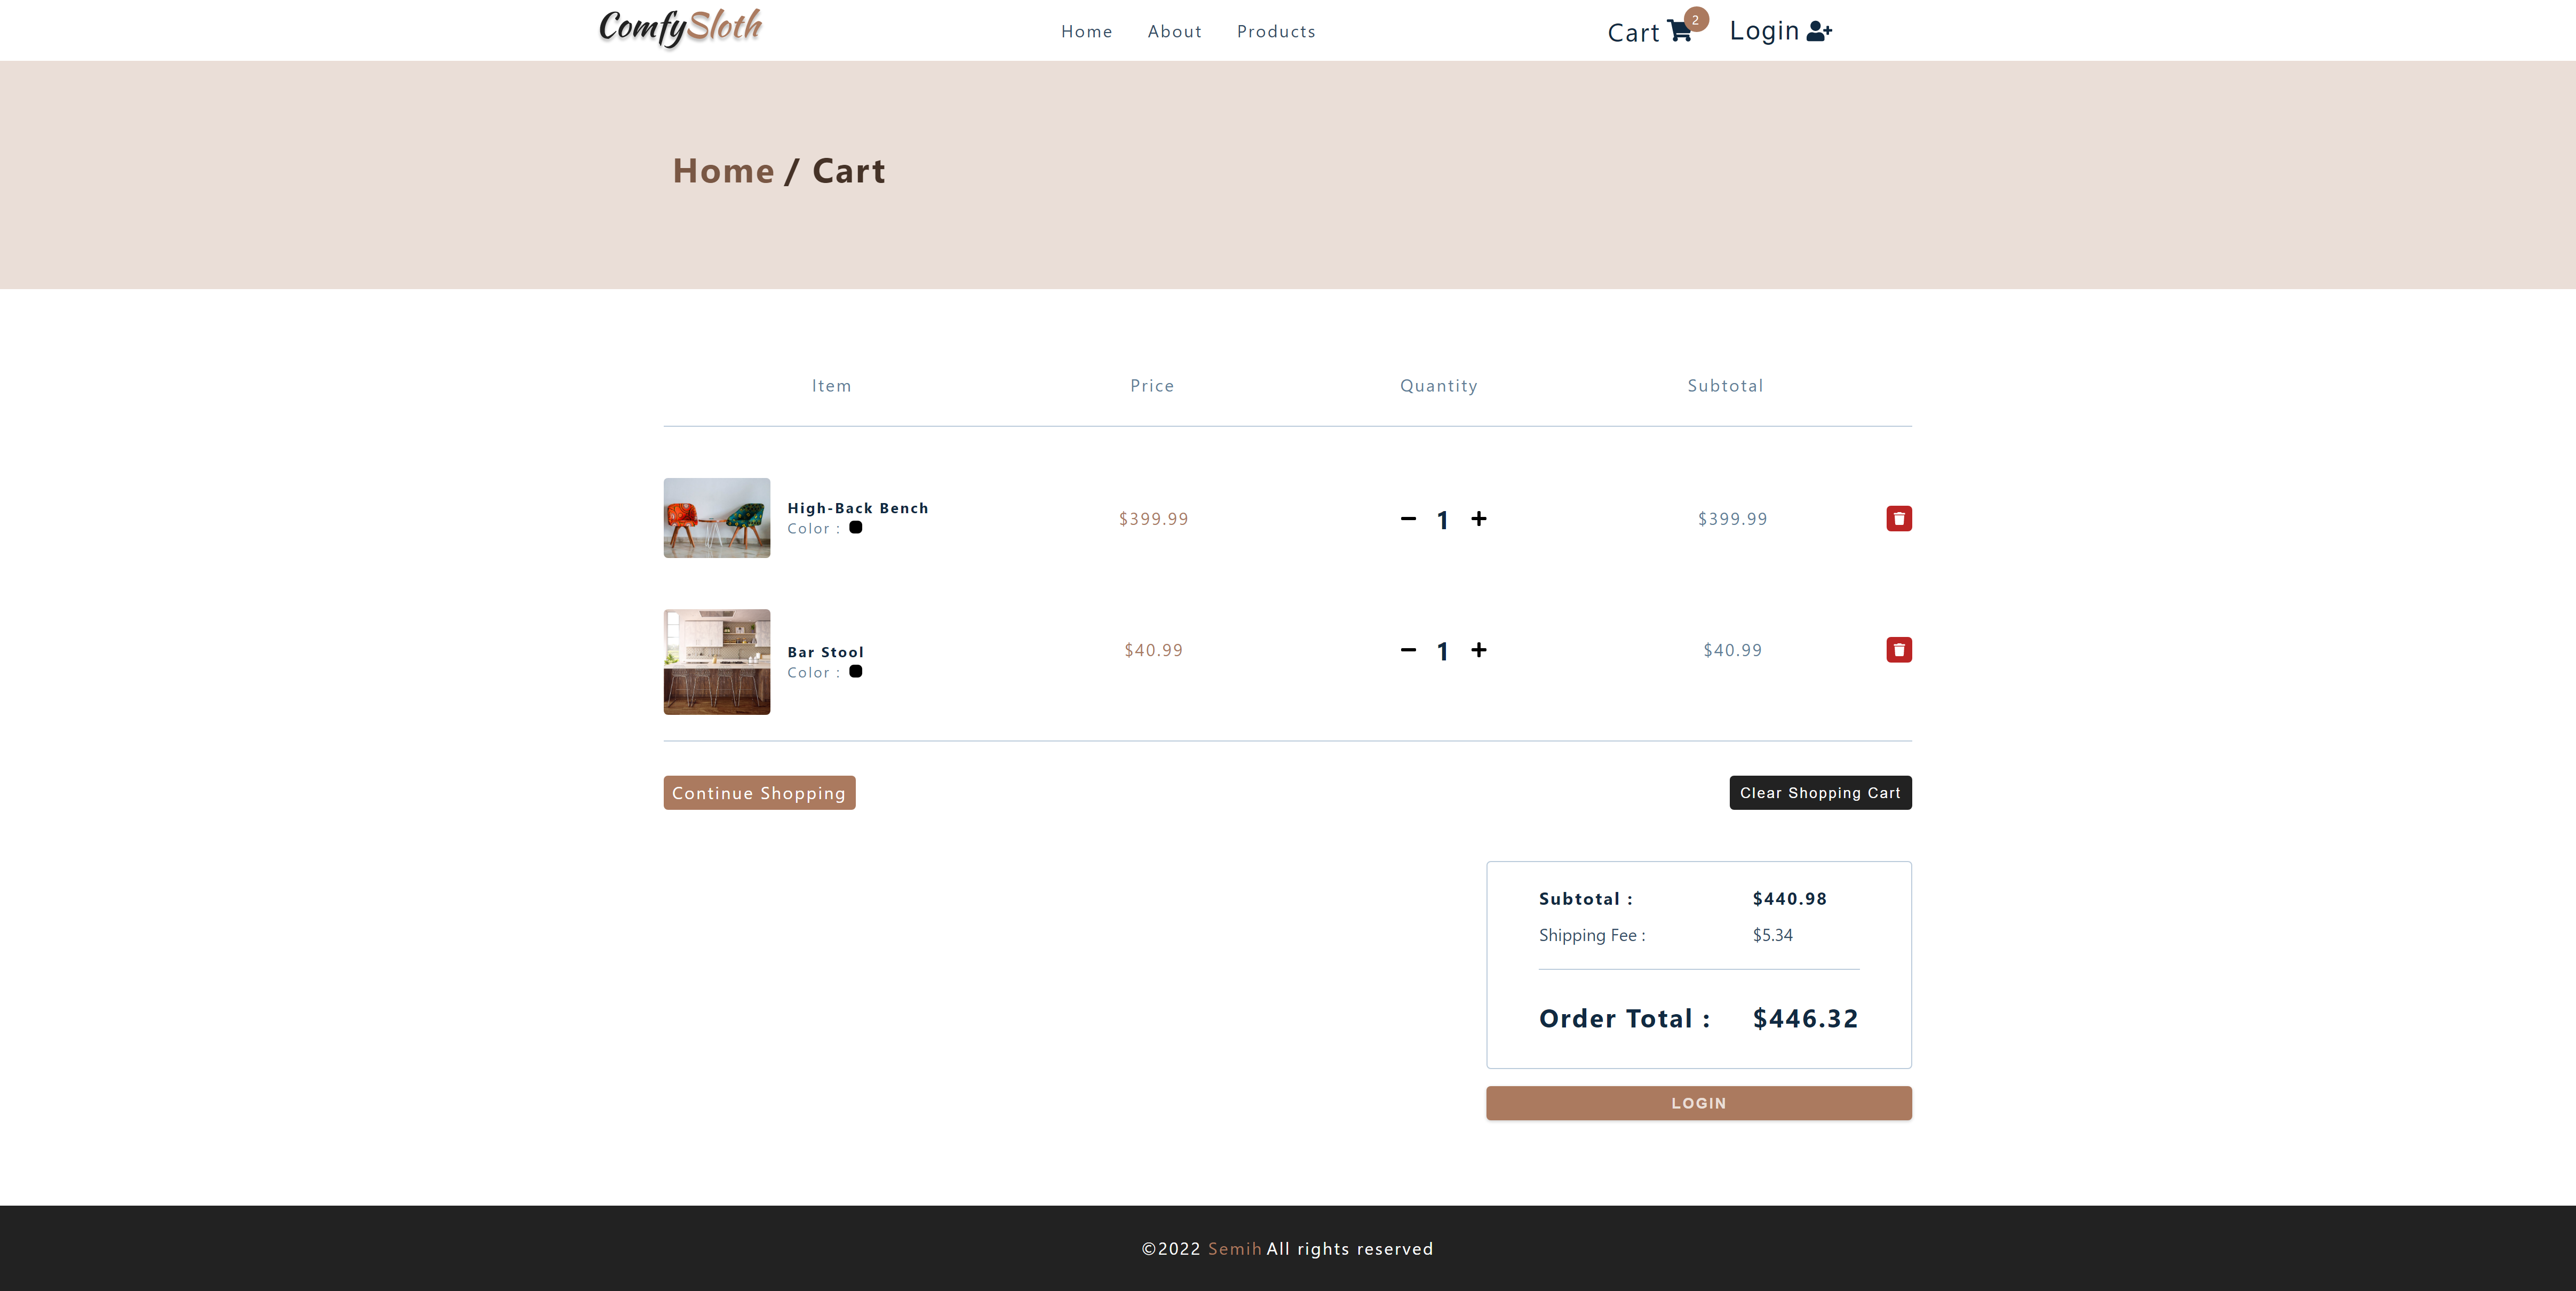 ComfySloth Home About Products Cart 2 Login
Home / Cart
Item Price Quantity Subtotal
High-Back Bench
Color :
$399.99 1 $399.99
Bar Stool
Color :
$40.99 1 $40.99
Continue Shopping Clear Shopping Cart
Subtotal : $440.98
Shipping Fee : $5.34
Order Total : $446.32
LOGIN
©2022 Semih All rights reserved